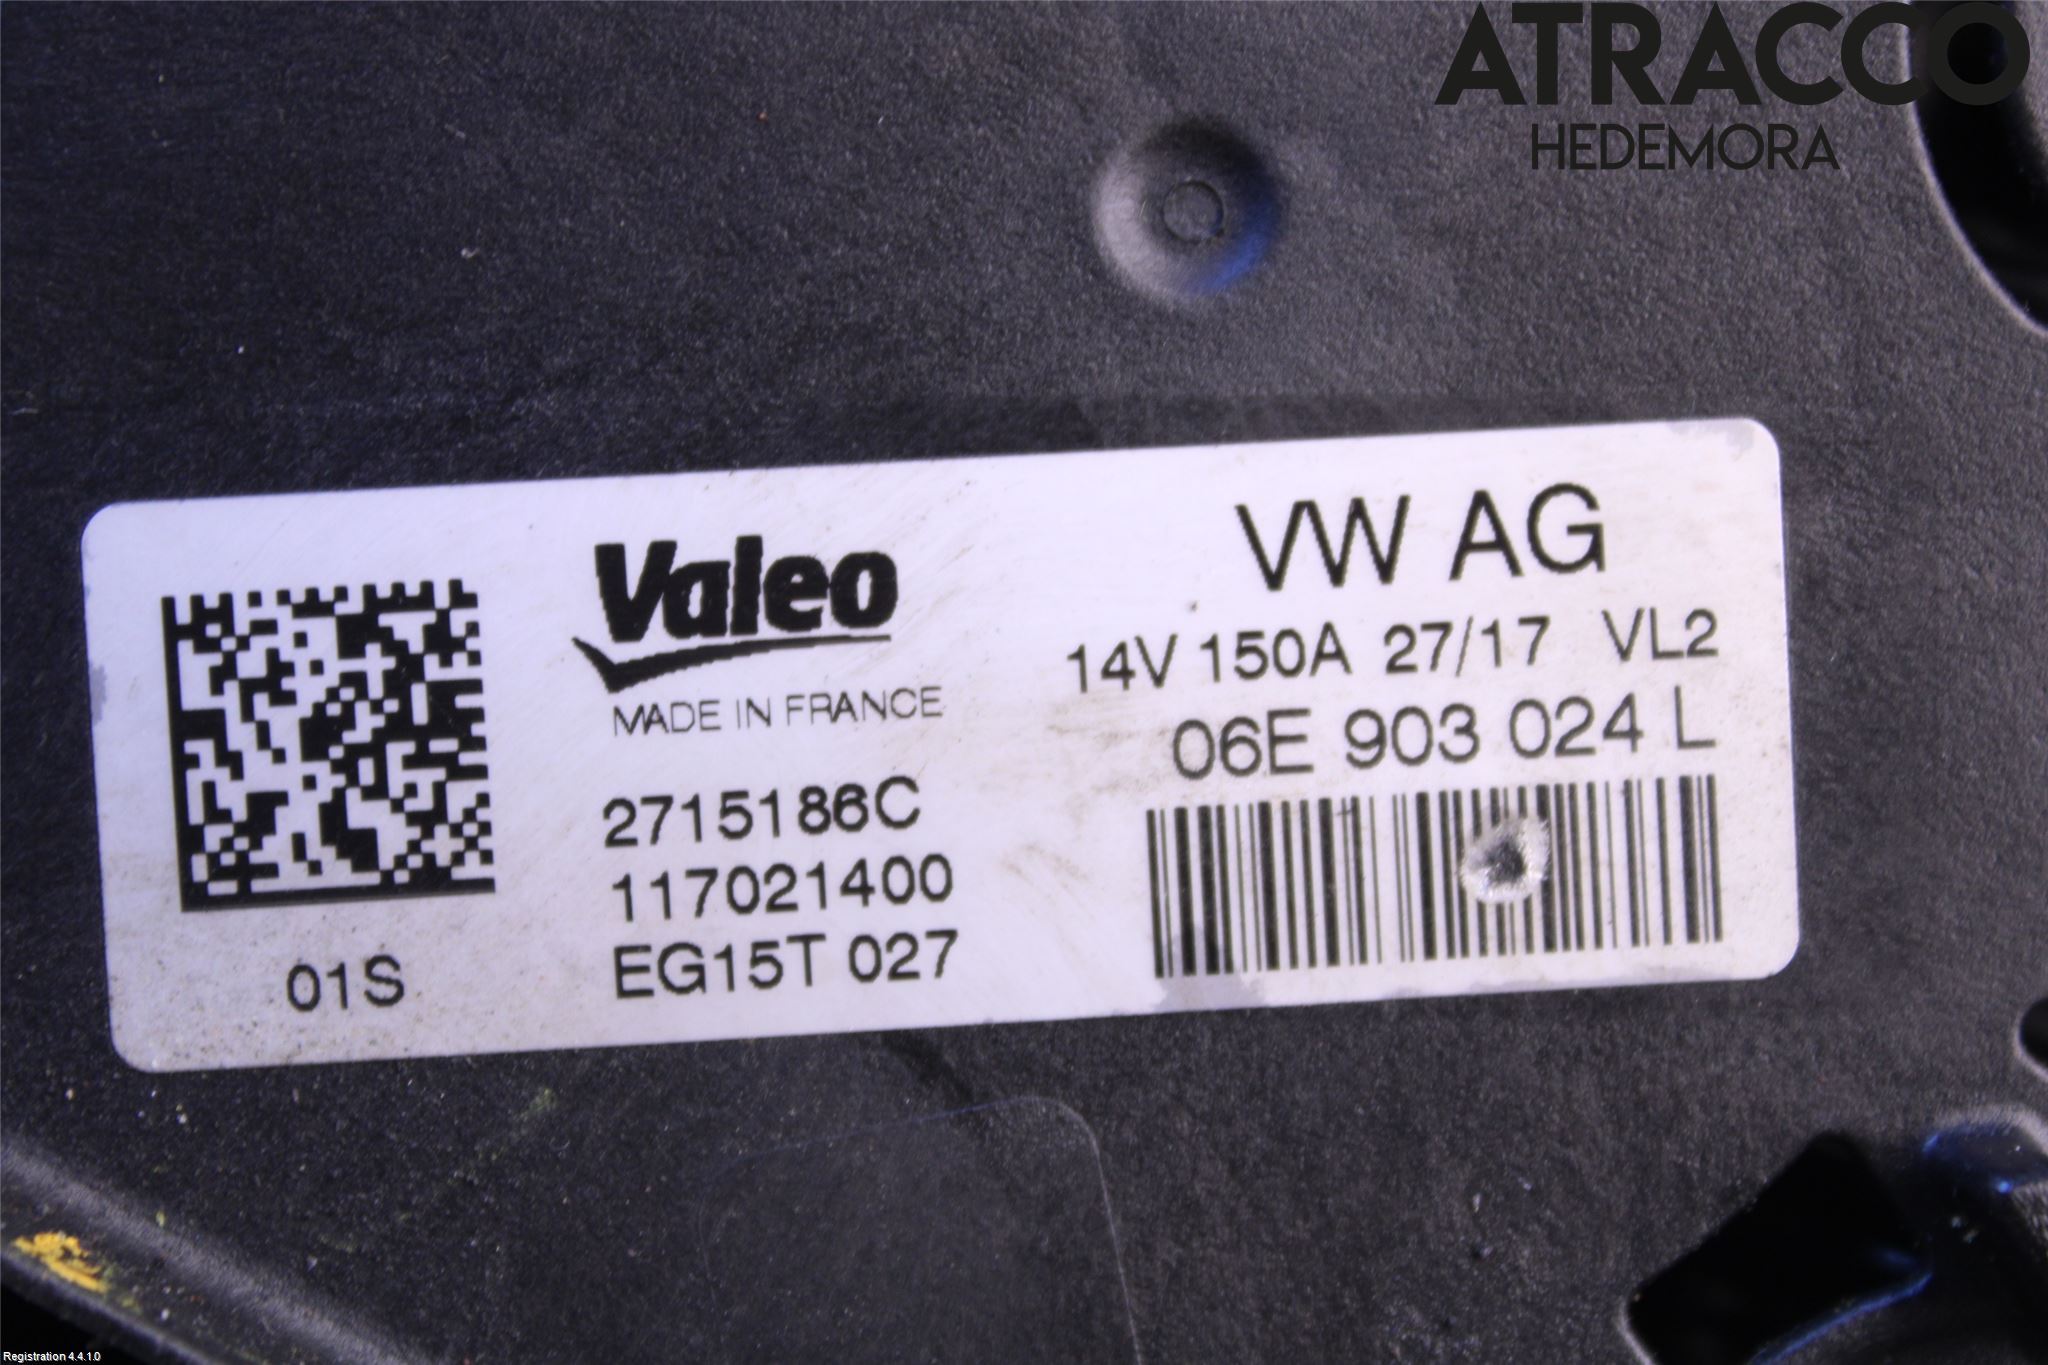 ATRACCO
HEDEMORA
Valeo
MADE IN FRANCE
2715186C
117021400
EG15T 027
01S
VW AG
14V 150A 27/17 VL2
06E 903 024 L
Registration 4.4.1.0